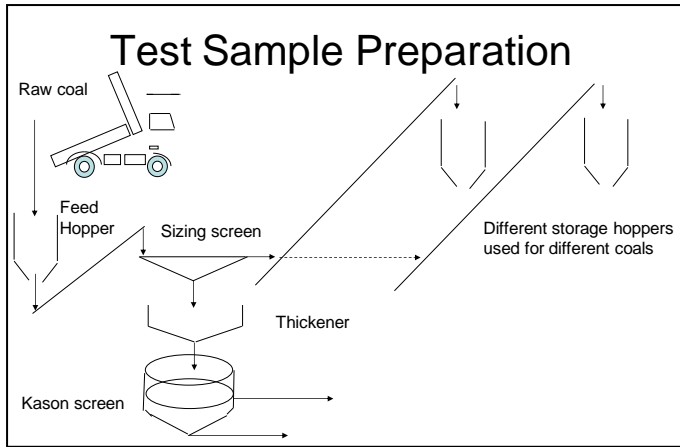 Test Sample Preparation
Raw coal
Feed
Hopper
Sizing screen
Different storage hoppers
used for different coals
Thickener
Kason screen